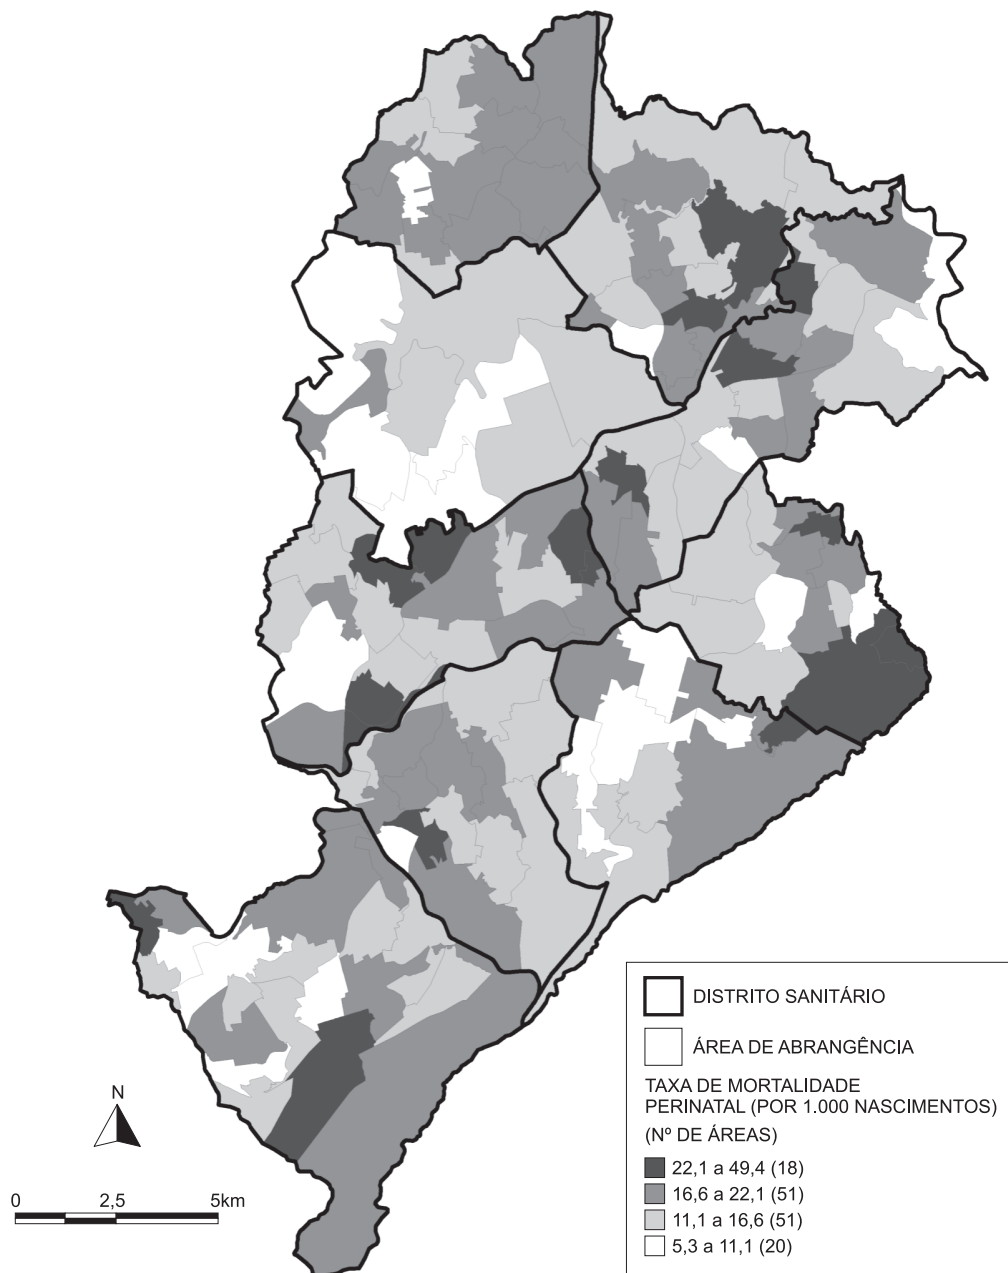 N
0 2,5 5km
DISTRITO SANITÁRIO
ÁREA DE ABRANGÊNCIA
TAXA DE MORTALIDADE
PERINATAL (POR 1.000 NASCIMENTOS)
(Nº DE ÁREAS)
22,1 a 49,4 (18)
16,6 a 22,1 (51)
11,1 a 16,6 (51)
5,3 a 11,1 (20)